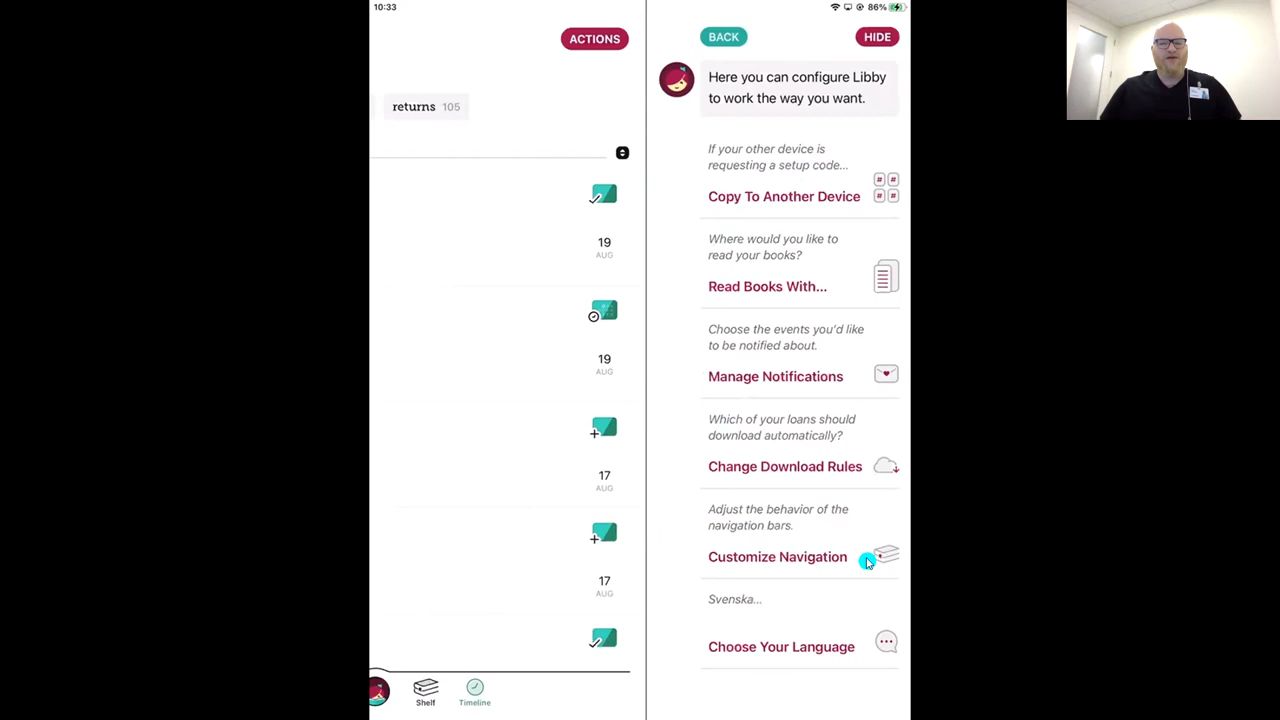 10:33
86%
ACTIONS
returns 105
19
AUG
19
AUG
17
AUG
17
AUG
Shelf
Timeline
BACK
HIDE
Here you can configure Libby
to work the way you want.
If your other device is
requesting a setup code...
Copy To Another Device
Where would you like to
read your books?
Read Books With...
Choose the events you'd like
to be notified about.
Manage Notifications
Which of your loans should
download automatically?
Change Download Rules
Adjust the behavior of the
navigation bars.
Customize Navigation
Svenska...
Choose Your Language